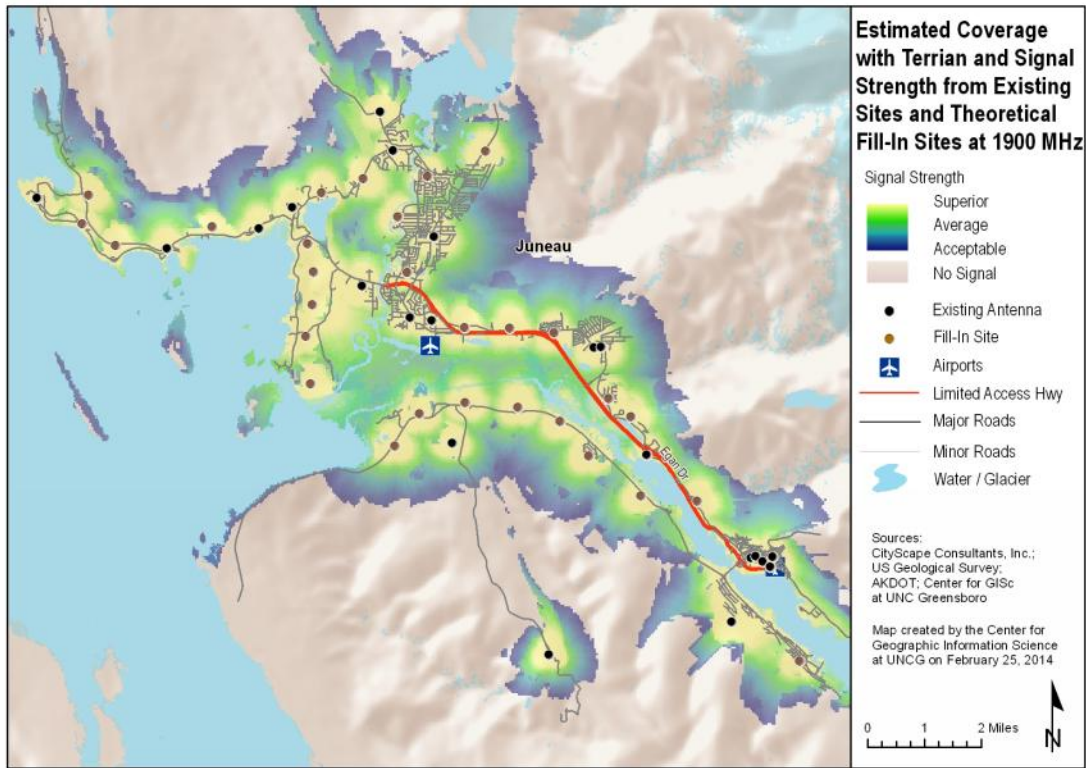 Estimated Coverage
with Terrian and Signal
Strength from Existing
Sites and Theoretical
Fill-In Sites at 1900 MHz
Signal Strength
Superior
Average
Acceptable
No Signal
Existing Antenna
Fill-In Site
Airports
Limited Access Hwy
Major Roads
Minor Roads
Water / Glacier
Sources:
CityScape Consultants, Inc.;
US Geological Survey;
AKDOT; Center for GISc
at UNC Greensboro
Map created by the Center for
Geographic Information Science
at UNCG on February 25, 2014
0 1 2 Miles
N
Juneau
Egan Dr